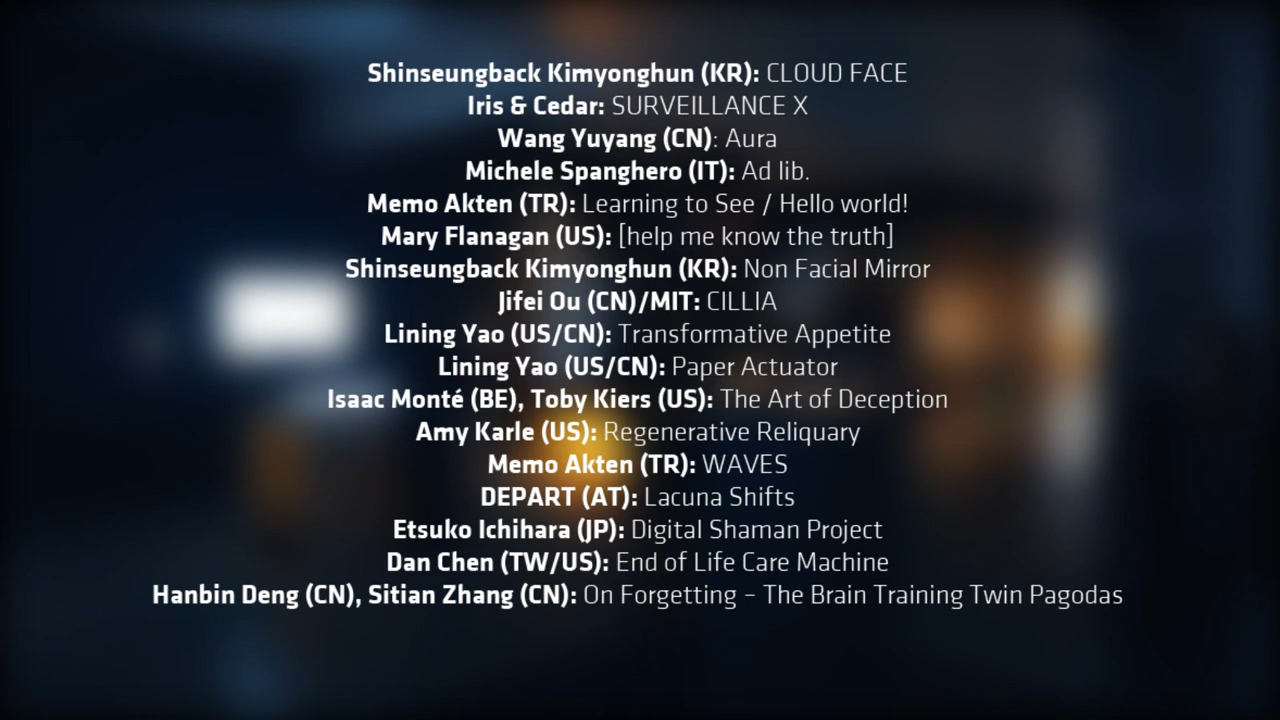 Shinseungback Kimyonghun (KR): CLOUD FACE
Iris & Cedar: SURVEILLANCE X
Wang Yuyang (CN): Aura
Michele Spanghero (IT): Ad lib.
Memo Akten (TR): Learning to See / Hello world!
Mary Flanagan (US): [help me know the truth]
Shinseungback Kimyonghun (KR): Non Facial Mirror
Jifei Ou (CN)/MIT: CILLIA
Lining Yao (US/CN): Transformative Appetite
Lining Yao (US/CN): Paper Actuator
Isaac Monté (BE), Toby Kiers (US): The Art of Deception
Amy Karle (US): Regenerative Reliquary
Memo Akten (TR): WAVES
DEPART (AT): Lacuna Shifts
Etsuko Ichihara (JP): Digital Shaman Project
Dan Chen (TW/US): End of Life Care Machine
Hanbin Deng (CN), Sitian Zhang (CN): On Forgetting – The Brain Training Twin Pagodas